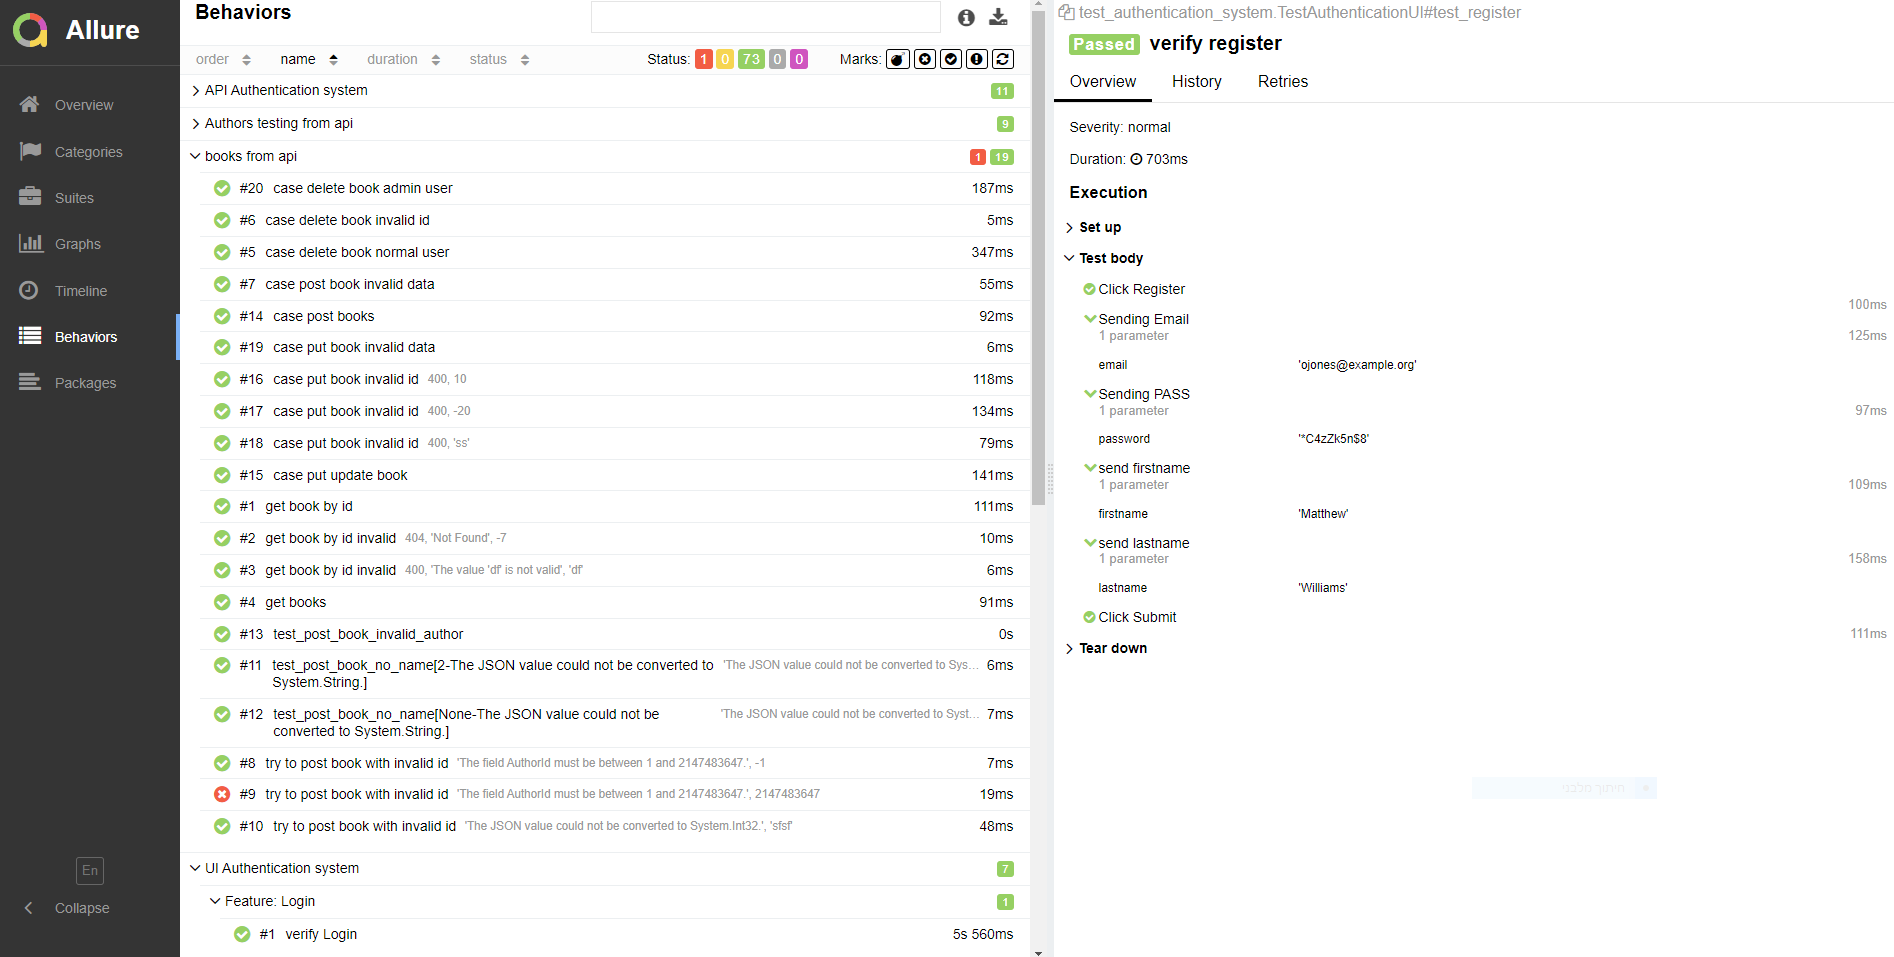 Allure
Overview
Categories
Suites
Graphs
Timeline
Behaviors
Packages
En
Collapse
Behaviors
order name duration status Status: 1 0 73 0 0 Marks:
API Authentication system 11
Authors testing from api 9
books from api 1 19
#20 case delete book admin user 187ms
#6 case delete book invalid id 5ms
#5 case delete book normal user 347ms
#7 case post book invalid data 55ms
#14 case post books 92ms
#19 case put book invalid data 6ms
#16 case put book invalid id 400, 10 118ms
#17 case put book invalid id 400, -20 134ms
#18 case put book invalid id 400, 'ss' 79ms
#15 case put update book 141ms
#1 get book by id 111ms
#2 get book by id invalid 404, 'Not Found', -7 10ms
#3 get book by id invalid 400, 'The value 'df' is not valid', 'df' 6ms
#4 get books 91ms
#13 test_post_book_invalid_author 0s
#11 test_post_book_no_name[2-The JSON value could not be converted to 'The JSON value could not be converted to Sys... 6ms
System.String.]
#12 test_post_book_no_name[None-The JSON value could not be 'The JSON value could not be converted to Syst... 7ms
converted to System.String.]
#8 try to post book with invalid id 'The field AuthorId must be between 1 and 2147483647.', -1 7ms
#9 try to post book with invalid id 'The field AuthorId must be between 1 and 2147483647.', 2147483647 19ms
#10 try to post book with invalid id 'The JSON value could not be converted to System.Int32.', 'sfsf' 48ms
UI Authentication system 7
Feature: Login 1
#1 verify Login 5s 560ms
test_authentication_system.TestAuthenticationUI#test_register
Passed verify register
Overview History Retries
Severity: normal
Duration: 703ms
Execution
Set up
Test body
Click Register
100ms
Sending Email
1 parameter 125ms
email 'ojones@example.org'
Sending PASS
1 parameter 97ms
password '*C4zZk5n$8'
send firstname
1 parameter 109ms
firstname 'Matthew'
send lastname
1 parameter 158ms
lastname 'Williams'
Click Submit
111ms
Tear down
חיתוך מלבני